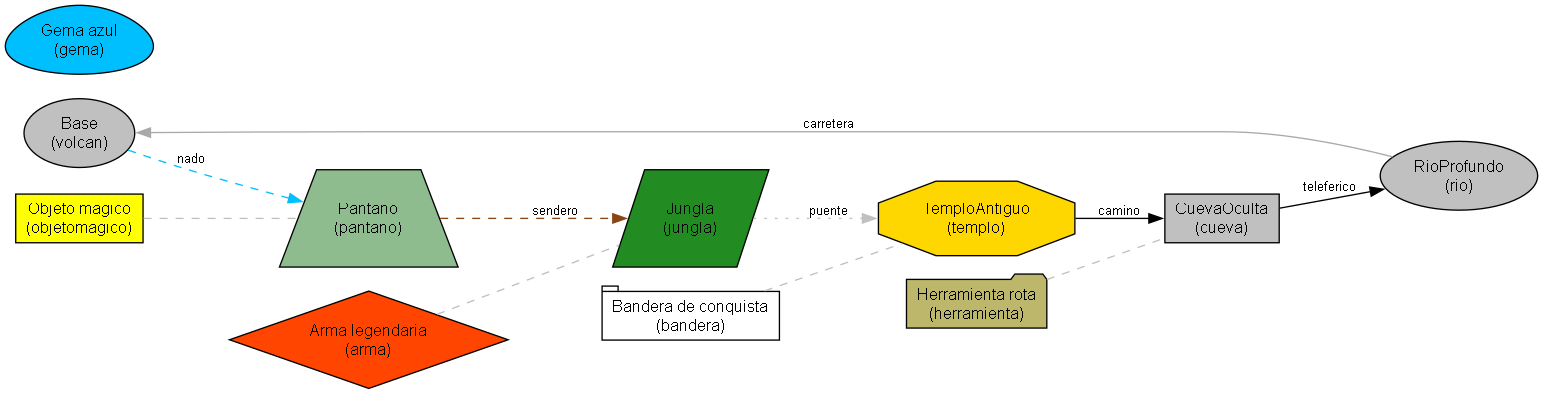 Gema azul
(gema)
Base
(volcan)
carretera
nado
Objeto magico
(objetomagico)
Pantano
(pantano)
sendero
Jungla
(jungla)
puente
TemploAntiguo
(templo)
camino
CuevaOculta
(cueva)
teleferico
RioProfundo
(rio)
Arma legendaria
(arma)
Bandera de conquista
(bandera)
Herramienta rota
(herramienta)